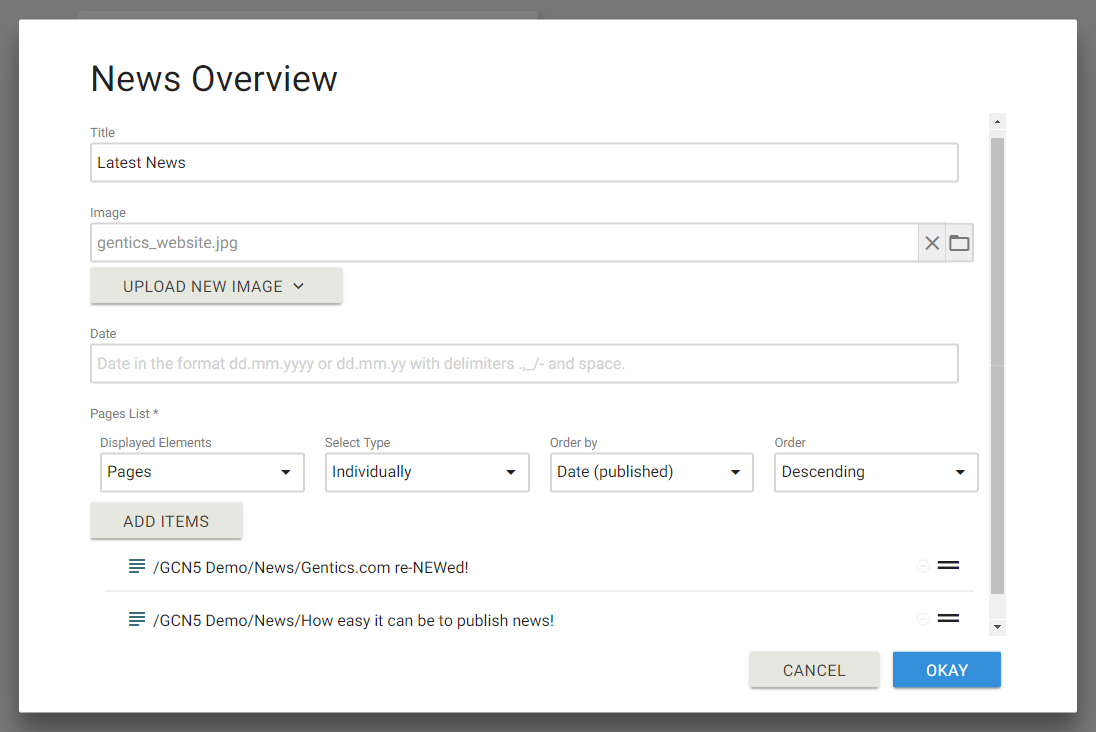 News Overview
Title
Latest News
Image
gentics_website.jpg
UPLOAD NEW IMAGE
Date
Date in the format dd.mm.yyyy or dd.mm.yy with delimiters .,_/- and space.
Pages List *
Displayed Elements Select Type Order by Order
Pages Individually Date (published) Descending
ADD ITEMS
/GCN5 Demo/News/Gentics.com re-NEWed!
/GCN5 Demo/News/How easy it can be to publish news!
CANCEL OKAY